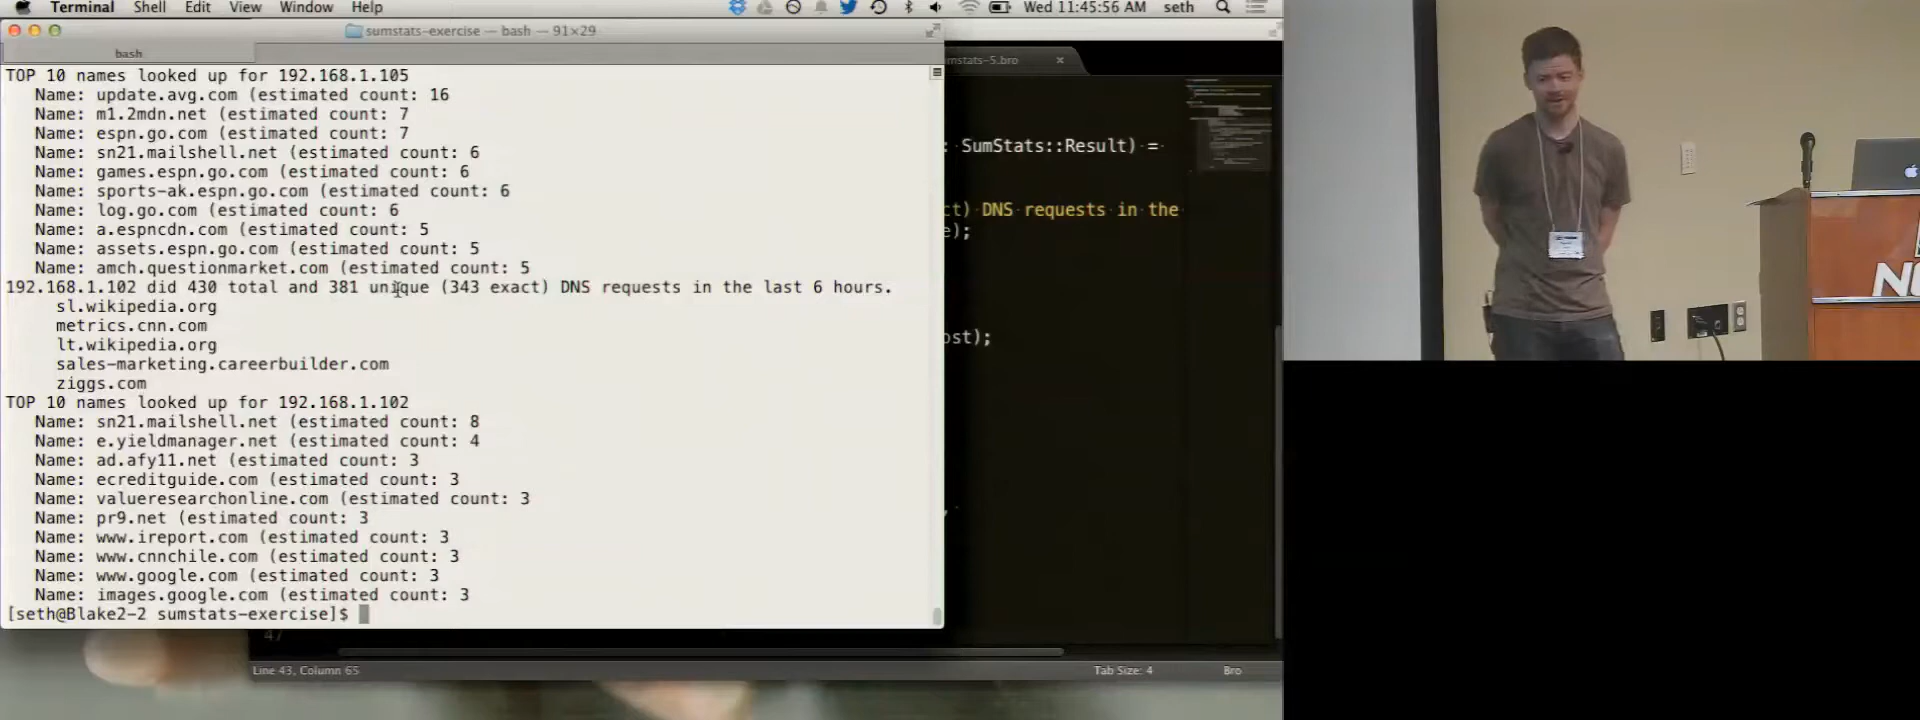 Terminal Shell Edit View Window Help Wed 11:45:56 AM seth
sumstats-exercise — bash — 91×29
bash
TOP 10 names looked up for 192.168.1.105
Name: update.avg.com (estimated count: 16
Name: m1.2mdn.net (estimated count: 7
Name: espn.go.com (estimated count: 7
Name: sn21.mailshell.net (estimated count: 6
Name: games.espn.go.com (estimated count: 6
Name: sports-ak.espn.go.com (estimated count: 6
Name: log.go.com (estimated count: 6
Name: a.espncdn.com (estimated count: 5
Name: assets.espn.go.com (estimated count: 5
Name: amch.questionmarket.com (estimated count: 5
192.168.1.102 did 430 total and 381 unique (343 exact) DNS requests in the last 6 hours.
sl.wikipedia.org
metrics.cnn.com
lt.wikipedia.org
sales-marketing.careerbuilder.com
ziggs.com
TOP 10 names looked up for 192.168.1.102
Name: sn21.mailshell.net (estimated count: 8
Name: e.yieldmanager.net (estimated count: 4
Name: ad.afy11.net (estimated count: 3
Name: ecreditguide.com (estimated count: 3
Name: valueresearchonline.com (estimated count: 3
Name: pr9.net (estimated count: 3
Name: www.ireport.com (estimated count: 3
Name: www.cnnchile.com (estimated count: 3
Name: www.google.com (estimated count: 3
Name: images.google.com (estimated count: 3
[seth@Blake2-2 sumstats-exercise]$
mstats-5.bro
: SumStats::Result) =
ct) DNS requests in the
e);
ost);
47
Line 43, Column 65 Tab Size: 4 Bro